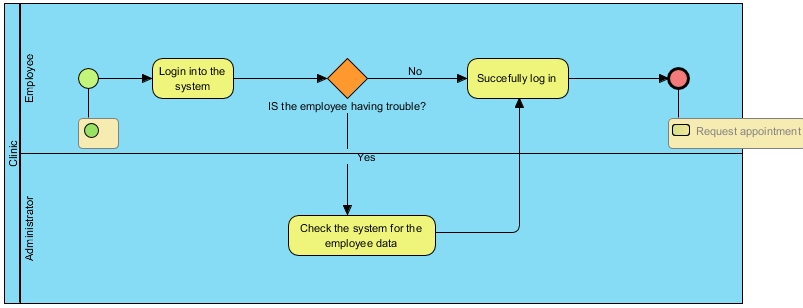 Clinic
Employee
Login into the
system
No
Succefully log in
IS the employee having trouble?
Request appointment
Yes
Administrator
Check the system for the
employee data